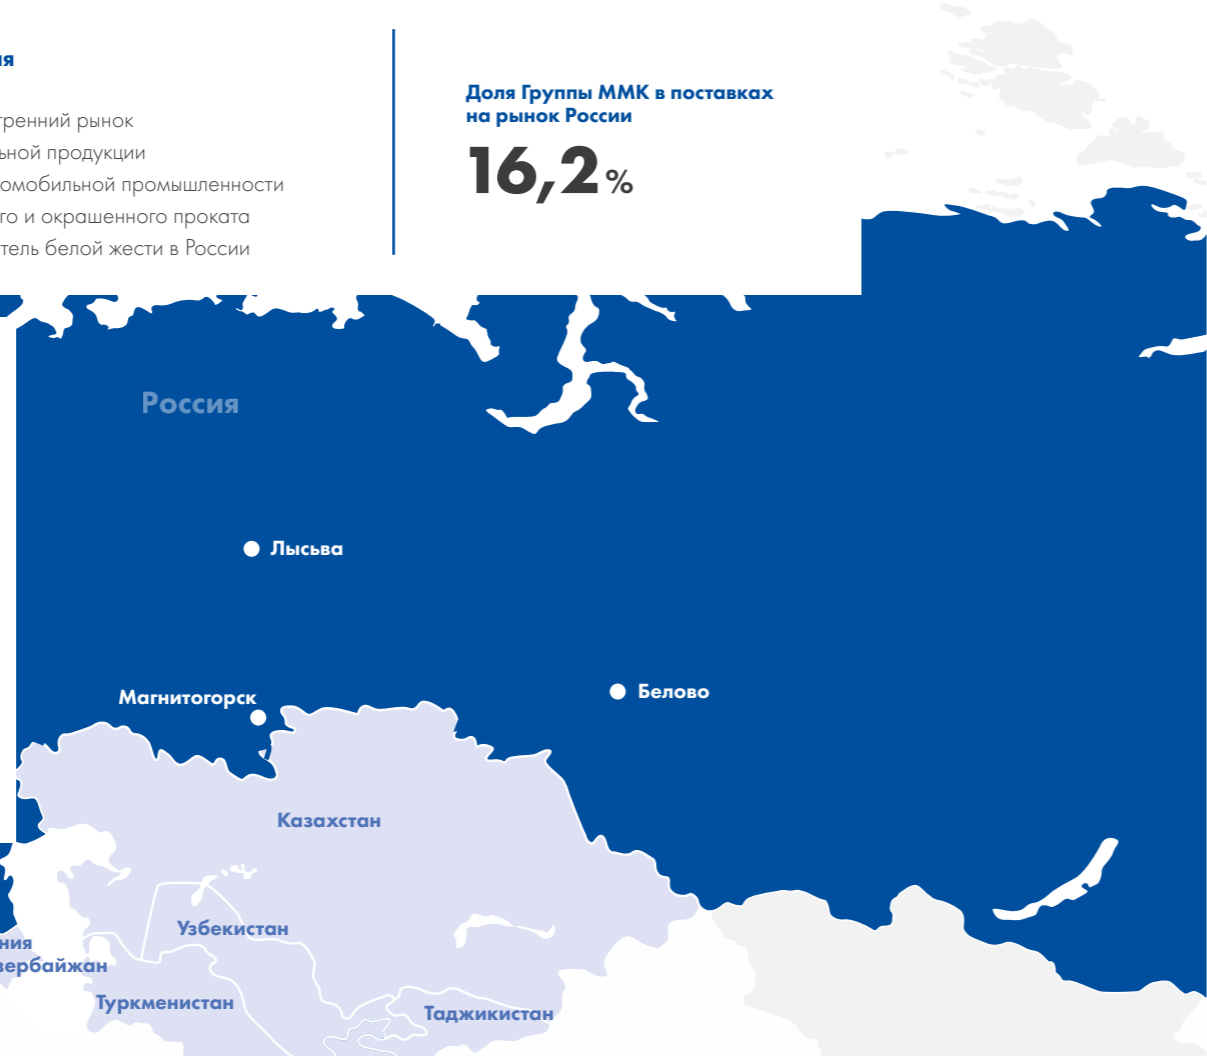 ия
тренний рынок
ьной продукции
омобильной промышленности
го и окрашенного проката
тель белой жести в России
Доля Группы ММК в поставках
на рынок России
16,2 %
Россия
Лысьва
Магнитогорск
Белово
Казахстан
Узбекистан
ния
зербайжан
Туркменистан
Таджикистан